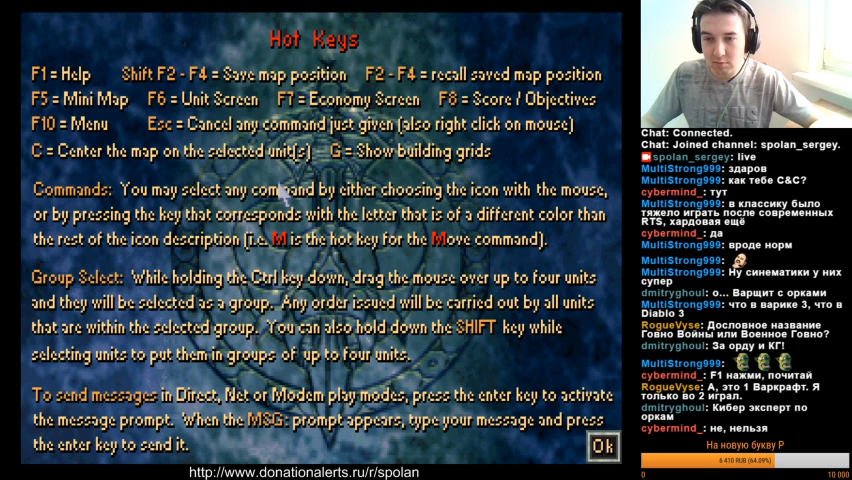 Hot Keys
F1 = Help Shift F2 - F4 = Save map position F2 - F4 = recall saved map position
F5 = Mini Map F6 = Unit Screen F7 = Economy Screen F8 = Score / Objectives
F10 = Menu Esc = Cancel any command just given (also right click on mouse)
C = Center the map on the selected unit(s) G = Show building grids
Commands: You may select any command by either choosing the icon with the mouse,
or by pressing the key that corresponds with the letter that is of a different color than
the rest of the icon description (i.e. M is the hot key for the Move command).
Group Select: While holding the Ctrl key down, drag the mouse over up to four units
and they will be selected as a group. Any order issued will be carried out by all units
that are within the selected group. You can also hold down the SHIFT key while
selecting units to put them in groups of up to four units.
To send messages in Direct, Net or Modem play modes, press the enter key to activate
the message prompt. When the MSG: prompt appears, type your message and press
the enter key to send it.
Ok
http://www.donationalerts.ru/r/spolan
Chat: Connected.
Chat: Joined channel: spolan_sergey.
spolan_sergey: live
MultiStrong999: здаров
MultiStrong999: как тебе C&C?
cybermind_: тут
MultiStrong999: в классику было
тяжело играть после современных
RTS, хардовая ещё
cybermind_: да
MultiStrong999: вроде норм
MultiStrong999:
MultiStrong999: Ну синематики у них
супер
dmitryghoul: о... Варщит с орками
MultiStrong999: что в варике 3, что в
Diablo 3
RogueVyse: Дословное название
Говно Войны или Военное Говно?
dmitryghoul: За орду и КГ!
MultiStrong999:
cybermind_: F1 нажми, почитай
RogueVyse: А, это 1 Варкрафт. Я
только во 2 играл.
dmitryghoul: Кибер эксперт по
оркам
cybermind_: не, нельзя
На новую букву P
6 410 RUB (64.09%)
0 10 000